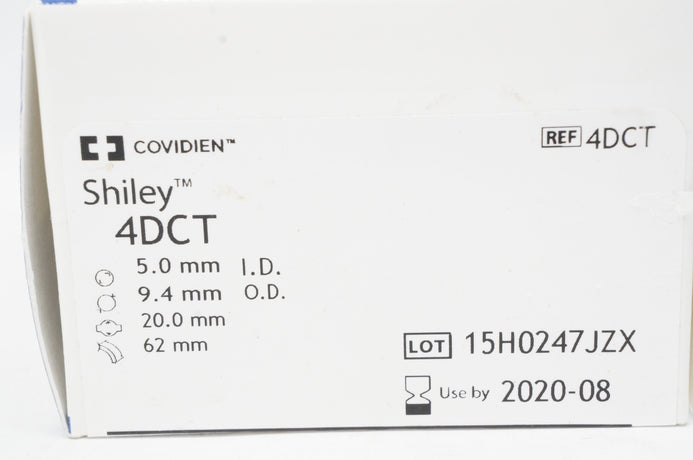 COVIDIEN™
REF 4DCT
Shiley™
4DCT
5.0 mm I.D.
9.4 mm O.D.
20.0 mm
62 mm
LOT 15H0247JZX
Use by 2020-08